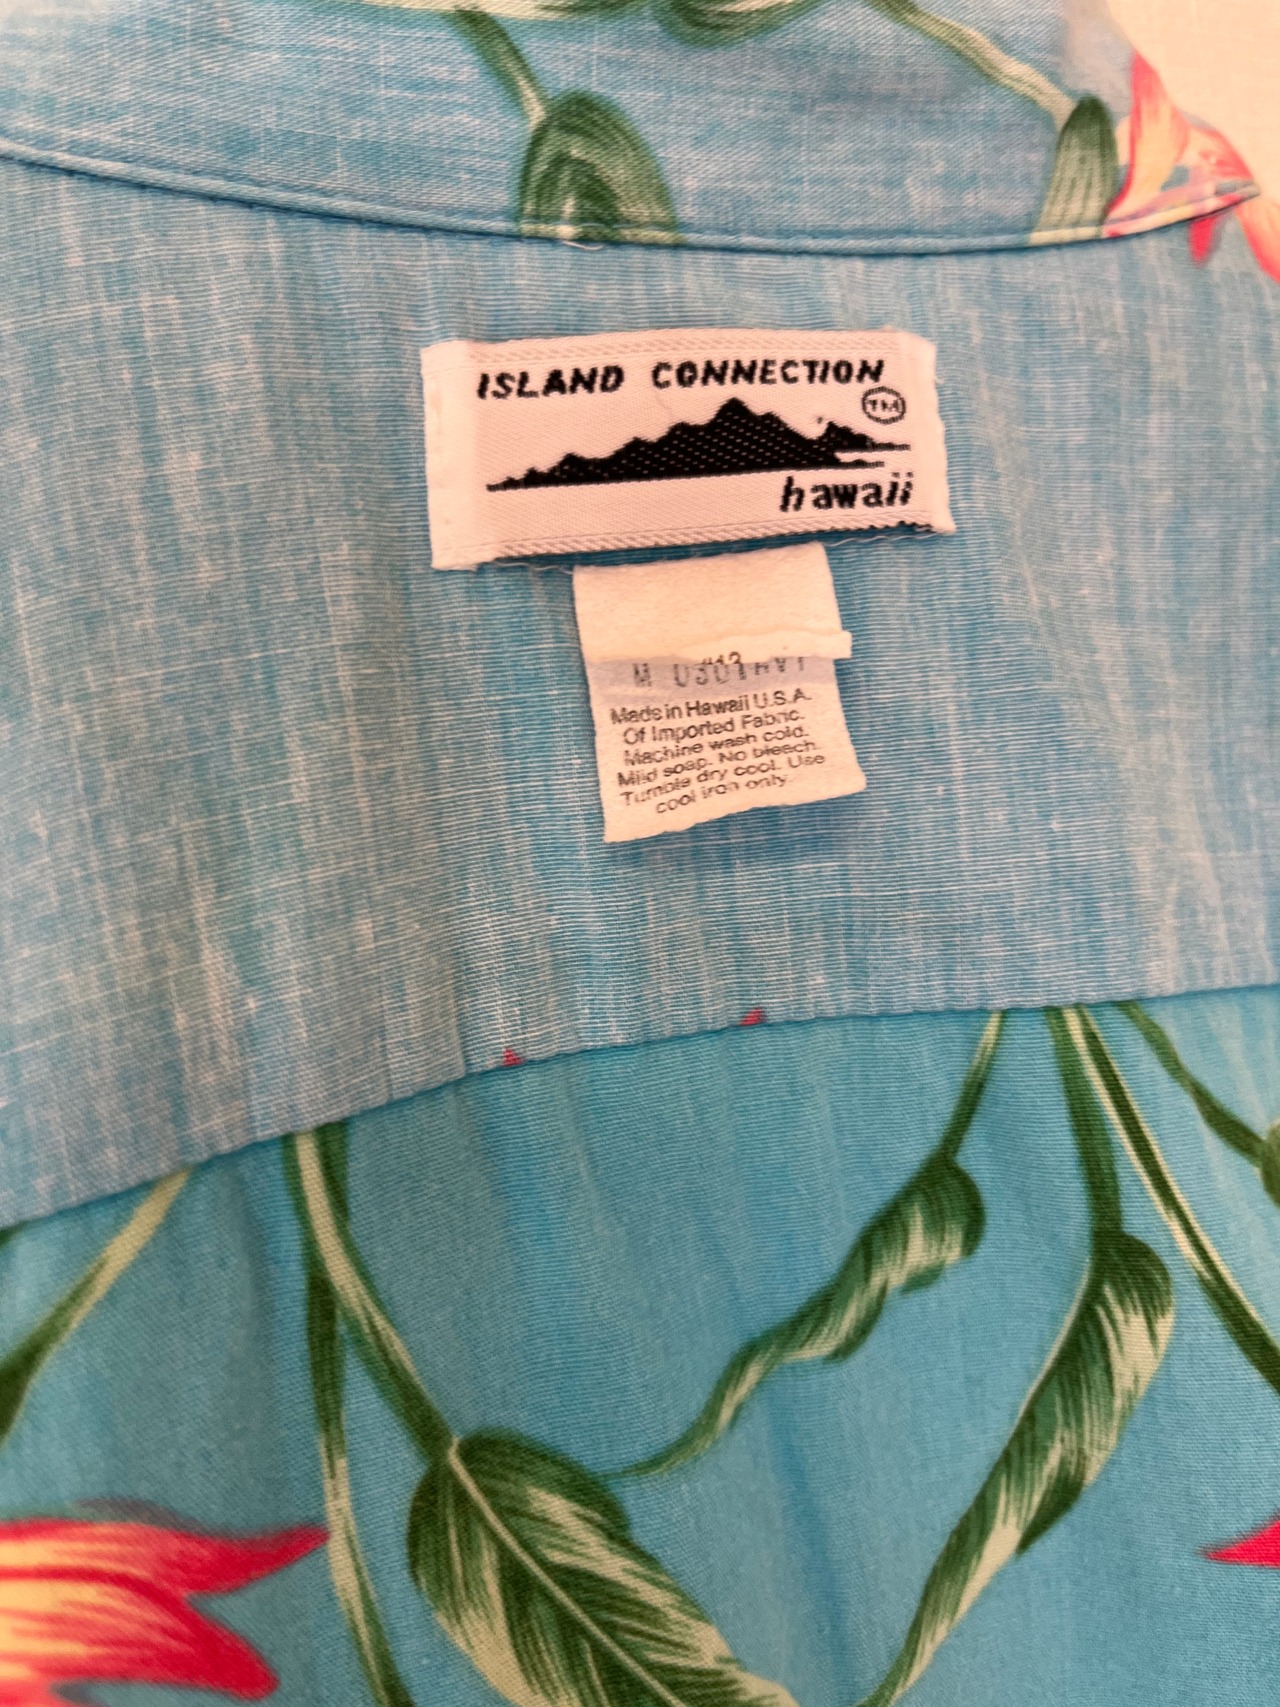 ISLAND CONNECTION
TM
hawaii
M
Made in Hawaii U.S.A.
Of Imported Fabric.
Machine wash cold.
Mild soap. No bleach.
Tumble dry cool. Use
cool iron only.